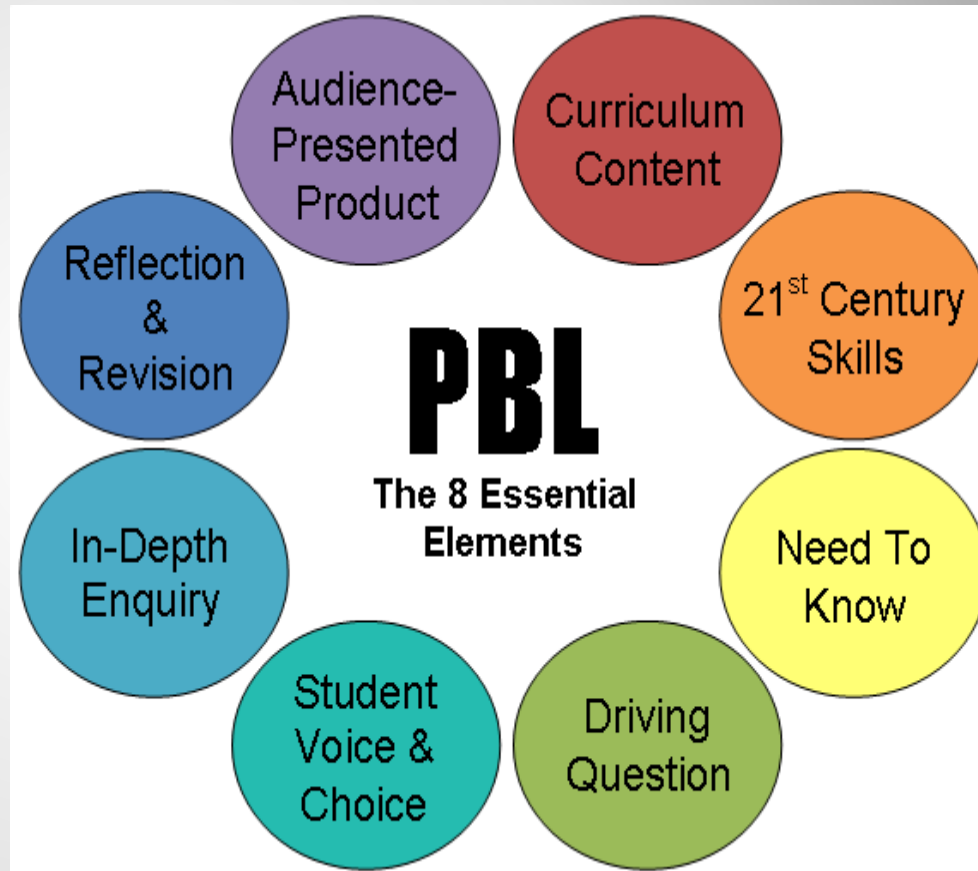 PBL
The 8 Essential
Elements
Curriculum
Content
21st Century
Skills
Need To
Know
Driving
Question
Student
Voice &
Choice
In-Depth
Enquiry
Reflection
&
Revision
Audience-
Presented
Product